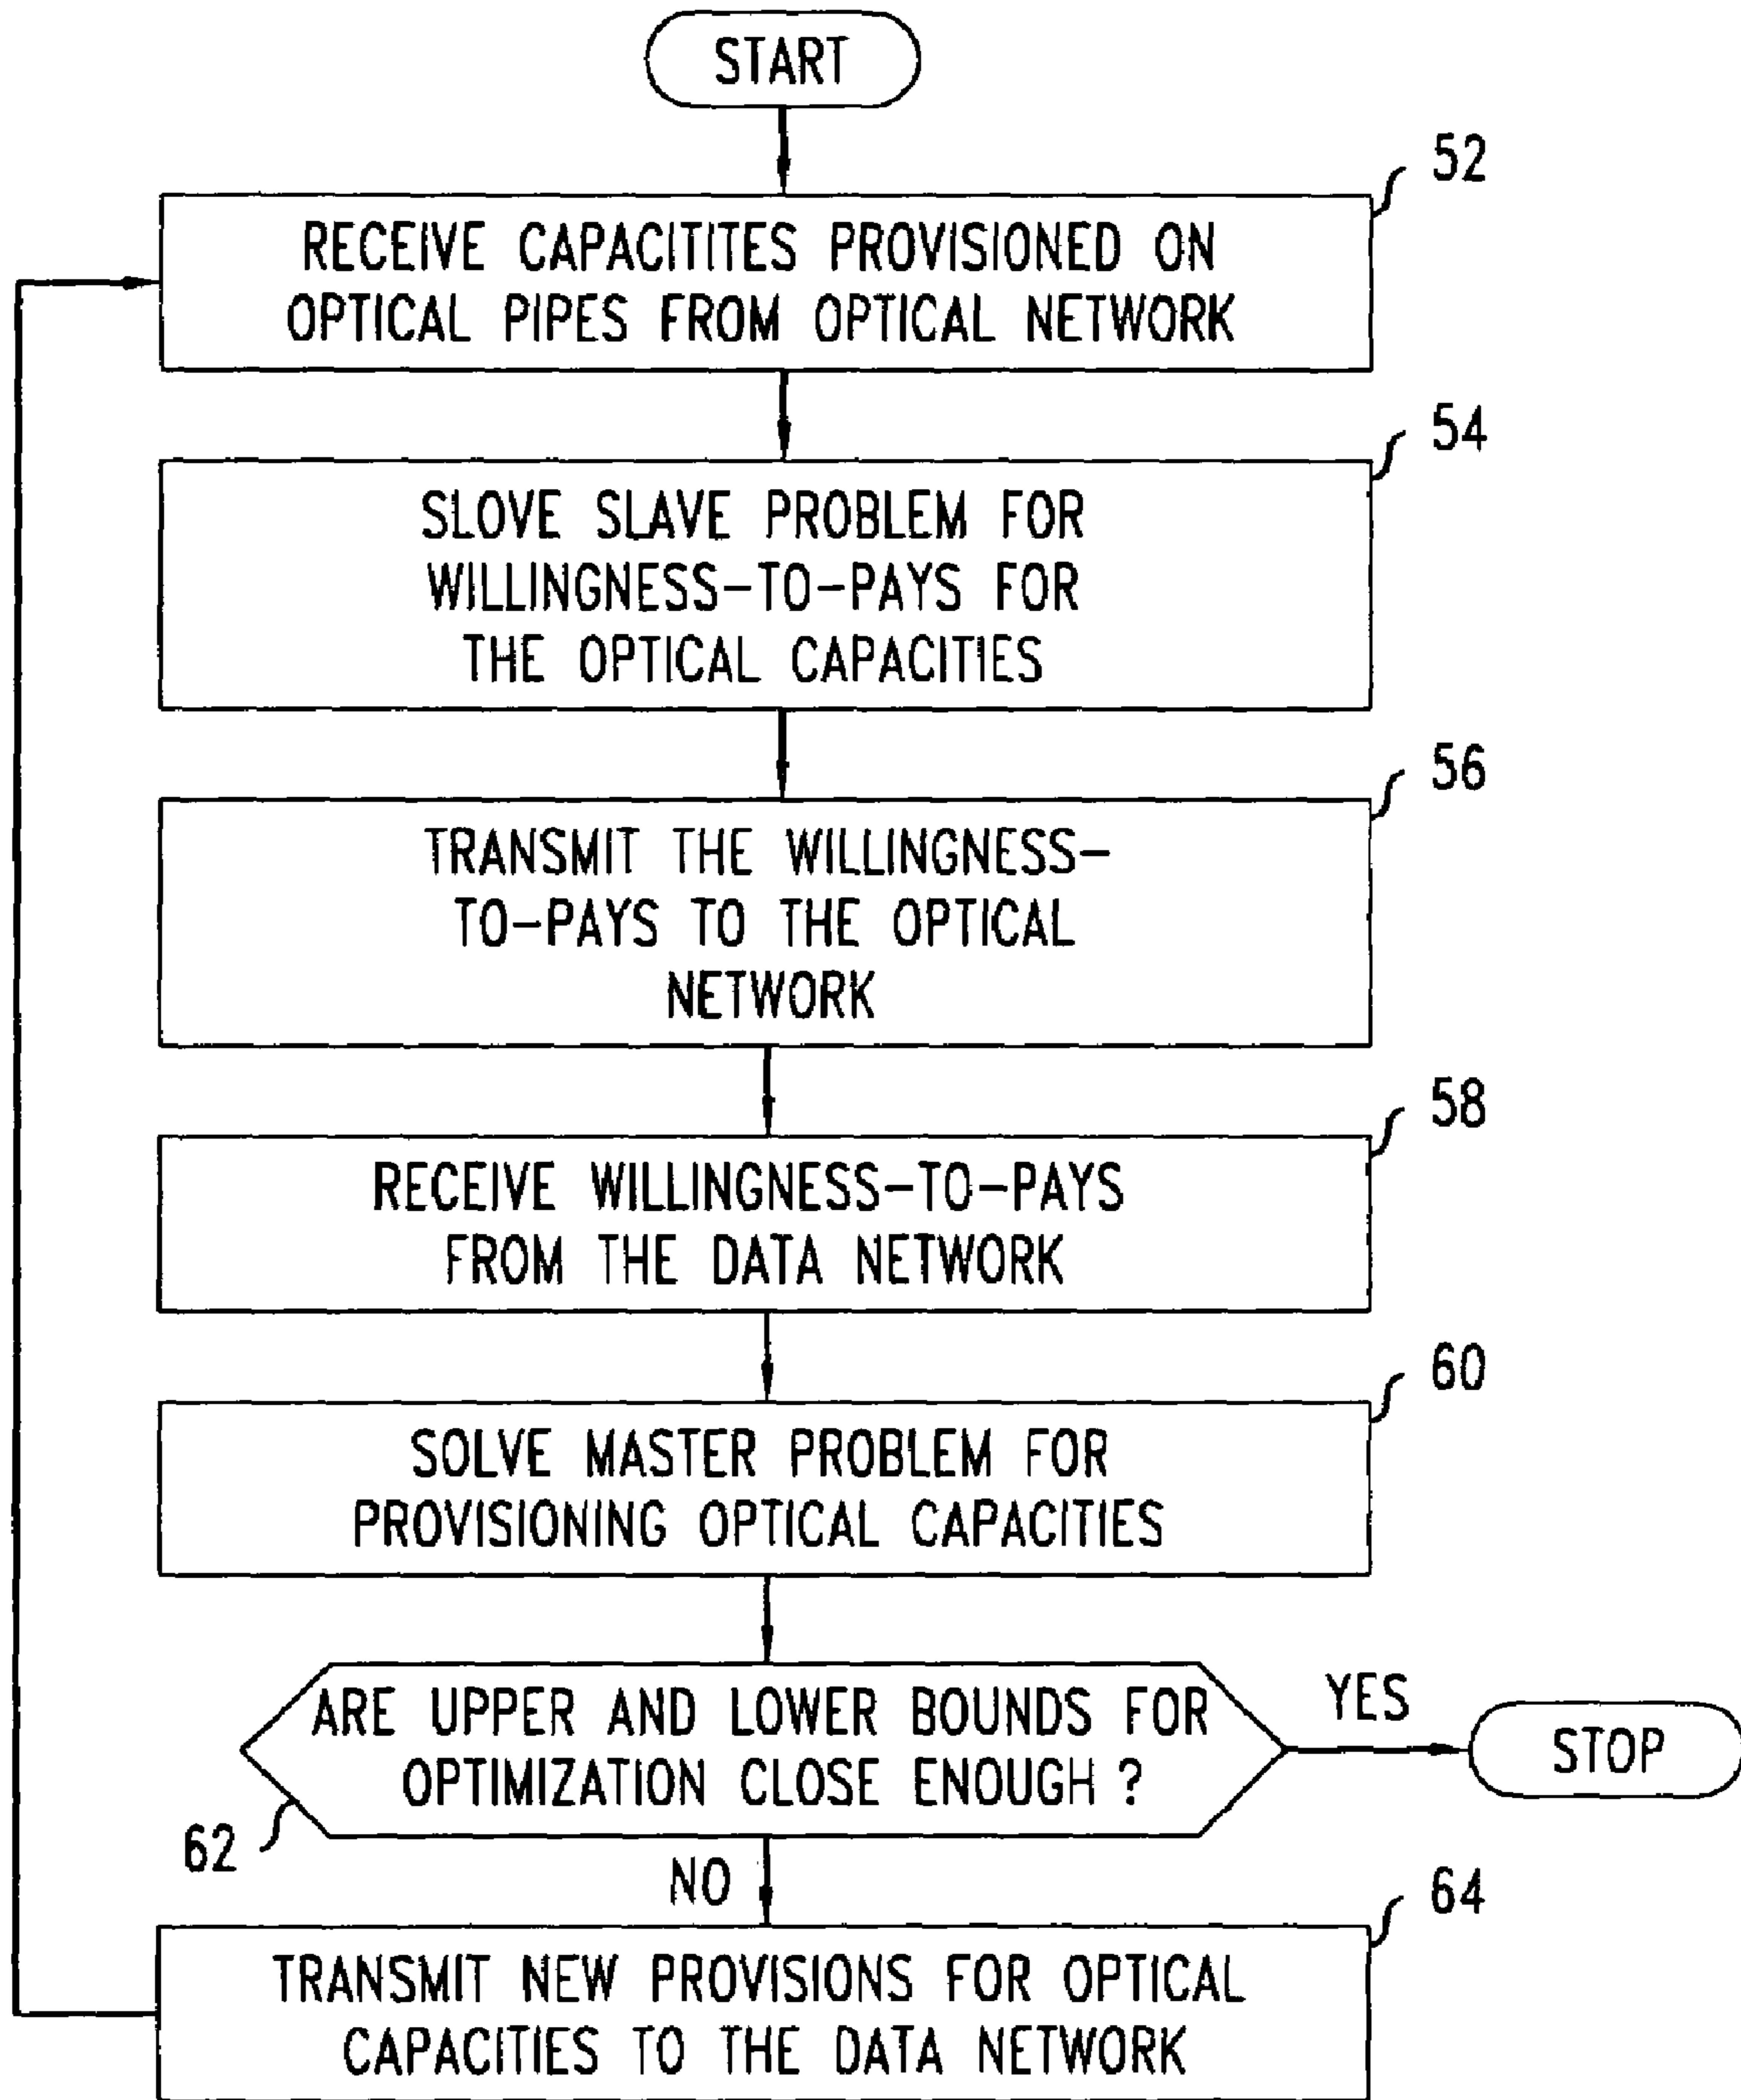 START
52
RECEIVE CAPACITITES PROVISIONED ON
OPTICAL PIPES FROM OPTICAL NETWORK
54
SLOVE SLAVE PROBLEM FOR
WILLINGNESS-TO-PAYS FOR
THE OPTICAL CAPACITIES
56
TRANSMIT THE WILLINGNESS-
TO-PAYS TO THE OPTICAL
NETWORK
58
RECEIVE WILLINGNESS-TO-PAYS
FROM THE DATA NETWORK
60
SOLVE MASTER PROBLEM FOR
PROVISIONING OPTICAL CAPACITIES
ARE UPPER AND LOWER BOUNDS FOR
OPTIMIZATION CLOSE ENOUGH ?
YES
STOP
62
NO
64
TRANSMIT NEW PROVISIONS FOR OPTICAL
CAPACITIES TO THE DATA NETWORK